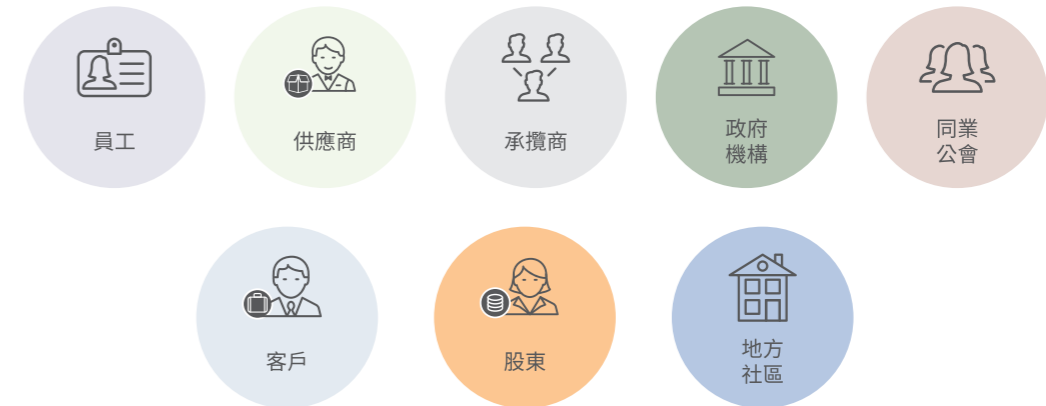 員工
供應商
承攬商
政府
機構
同業
公會
客戶
股東
地方
社區